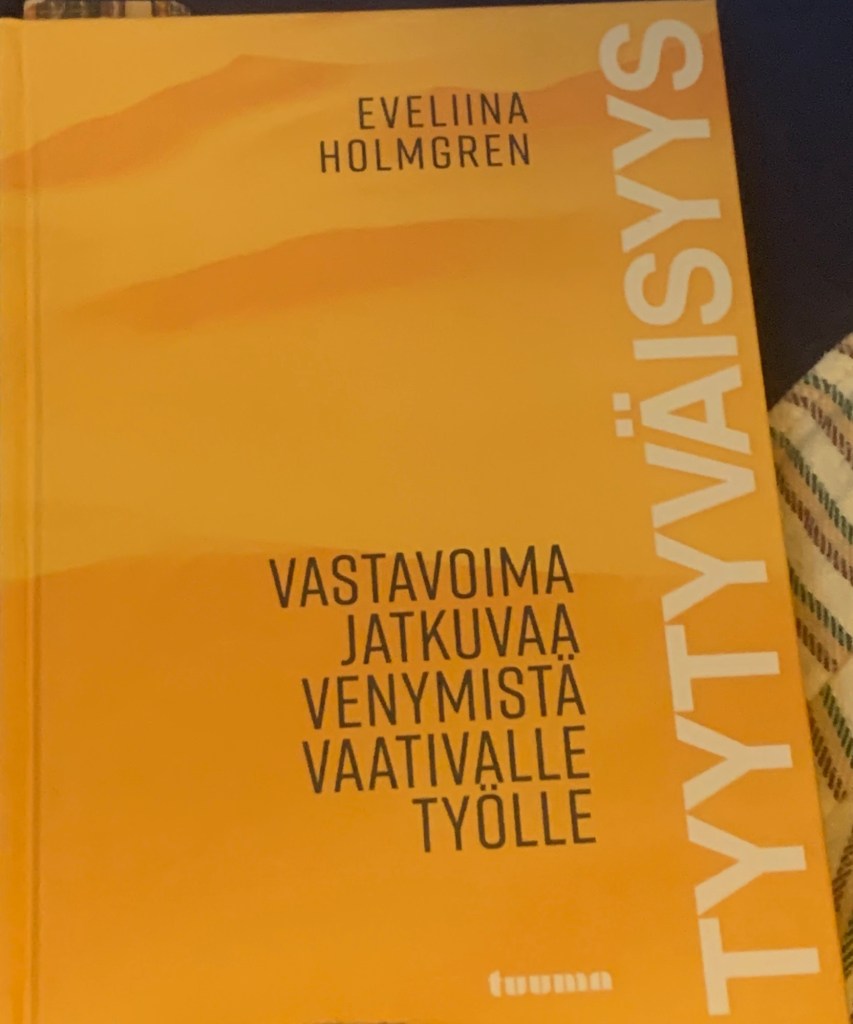 EVELIINA
HOLMGREN
TYYTYVÄISYYS
VASTAVOIMA
JATKUVAA
VENYMISTÄ
VAATIVALLE
TYÖLLE
tuuma